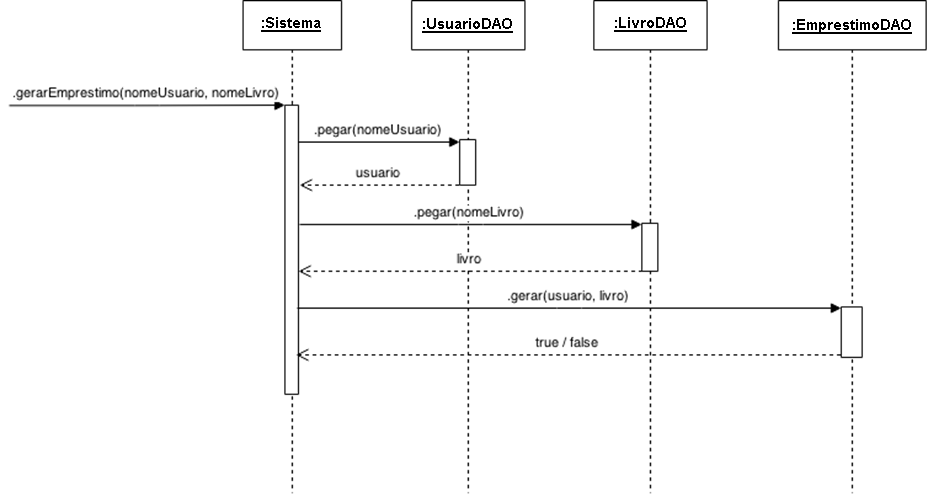 :Sistema
:UsuarioDAO
:LivroDAO
:EmprestimoDAO
.gerarEmprestimo(nomeUsuario, nomeLivro)
.pegar(nomeUsuario)
usuario
.pegar(nomeLivro)
livro
.gerar(usuario, livro)
true / false